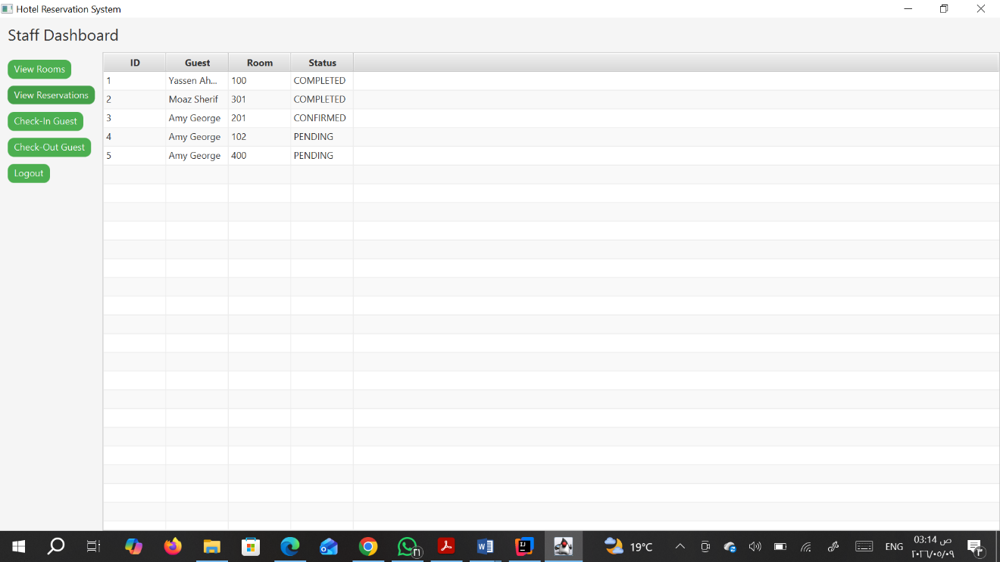 Hotel Reservation System
Staff Dashboard
View Rooms
View Reservations
Check-In Guest
Check-Out Guest
Logout
ID Guest Room Status
1 Yassen Ah... 100 COMPLETED
2 Moaz Sherif 301 COMPLETED
3 Amy George 201 CONFIRMED
4 Amy George 102 PENDING
5 Amy George 400 PENDING
19°C
ENG
03:14 ص
٢٠٢٦/٠٥/٠٩